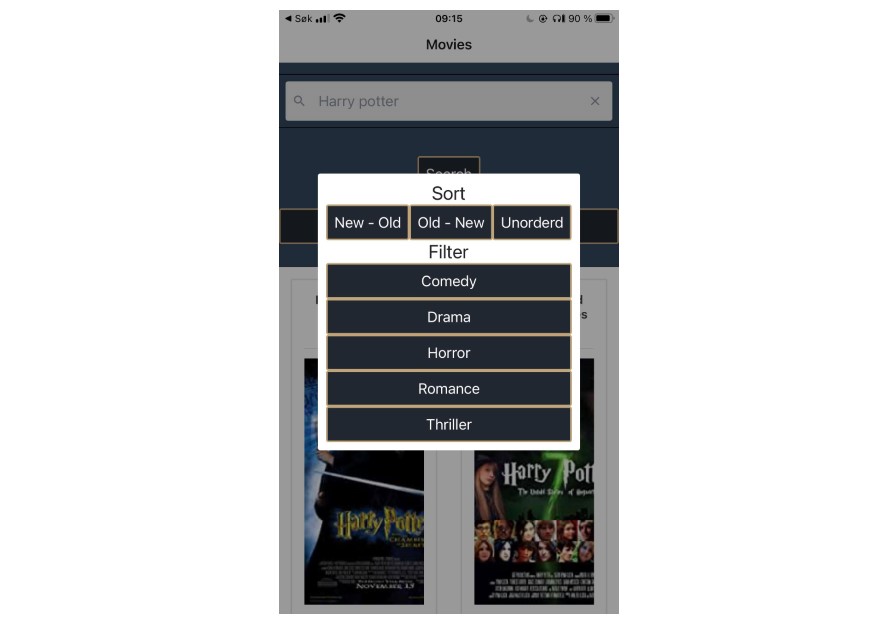 Søk 09:15 90 %
Movies
Harry potter
Search
Sort
New - Old Old - New Unorderd
Filter
Comedy
Drama
Horror
Romance
Thriller
Harry Potter
Harry Pott
The Untold Stories of Hogwarts
NOVEMBER